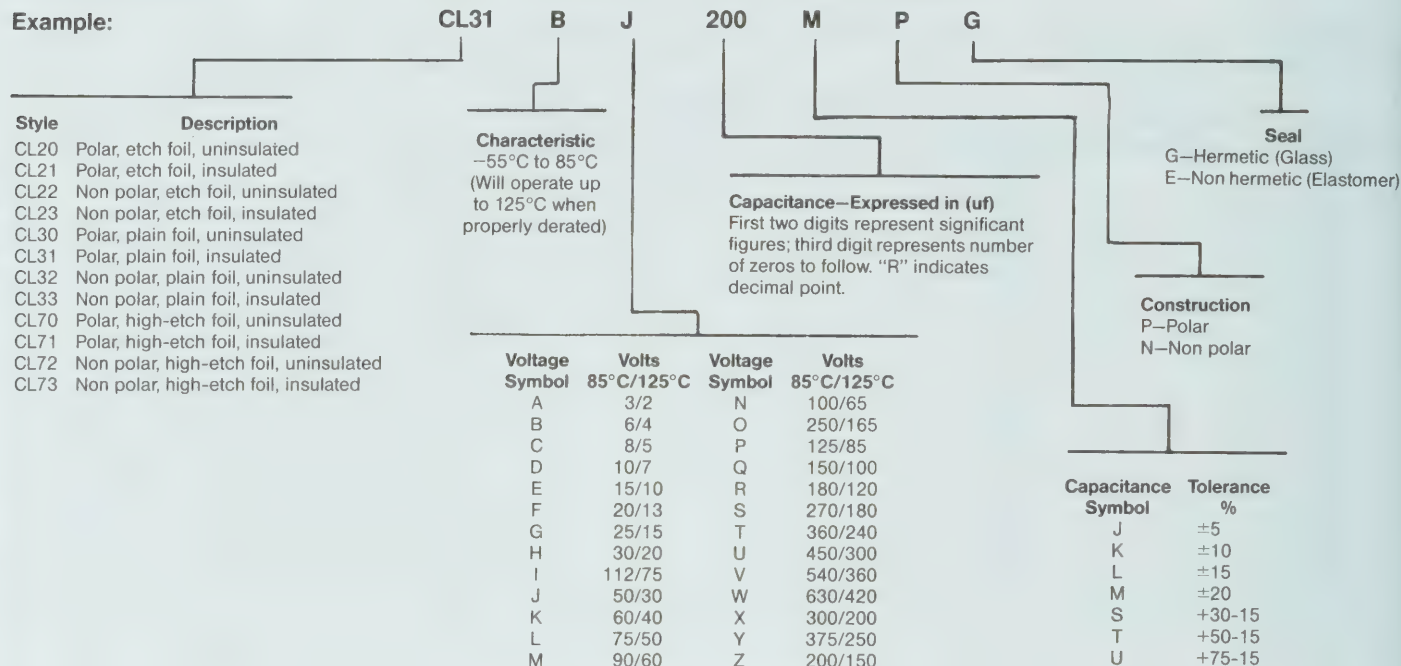 Example:
CL31 B J 200 M P G
Style Description
CL20 Polar, etch foil, uninsulated
CL21 Polar, etch foil, insulated
CL22 Non polar, etch foil, uninsulated
CL23 Non polar, etch foil, insulated
CL30 Polar, plain foil, uninsulated
CL31 Polar, plain foil, insulated
CL32 Non polar, plain foil, uninsulated
CL33 Non polar, plain foil, insulated
CL70 Polar, high-etch foil, uninsulated
CL71 Polar, high-etch foil, insulated
CL72 Non polar, high-etch foil, uninsulated
CL73 Non polar, high-etch foil, insulated
Characteristic
−55°C to 85°C
(Will operate up
to 125°C when
properly derated)
Voltage Volts Voltage Volts
Symbol 85°C/125°C Symbol 85°C/125°C
A 3/2 N 100/65
B 6/4 O 250/165
C 8/5 P 125/85
D 10/7 Q 150/100
E 15/10 R 180/120
F 20/13 S 270/180
G 25/15 T 360/240
H 30/20 U 450/300
I 112/75 V 540/360
J 50/30 W 630/420
K 60/40 X 300/200
L 75/50 Y 375/250
M 90/60 Z 200/150
Capacitance—Expressed in (uf)
First two digits represent significant
figures; third digit represents number
of zeros to follow. "R" indicates
decimal point.
Capacitance Tolerance
Symbol %
J ±5
K ±10
L ±15
M ±20
S +30-15
T +50-15
U +75-15
Construction
P—Polar
N—Non polar
Seal
G—Hermetic (Glass)
E—Non hermetic (Elastomer)